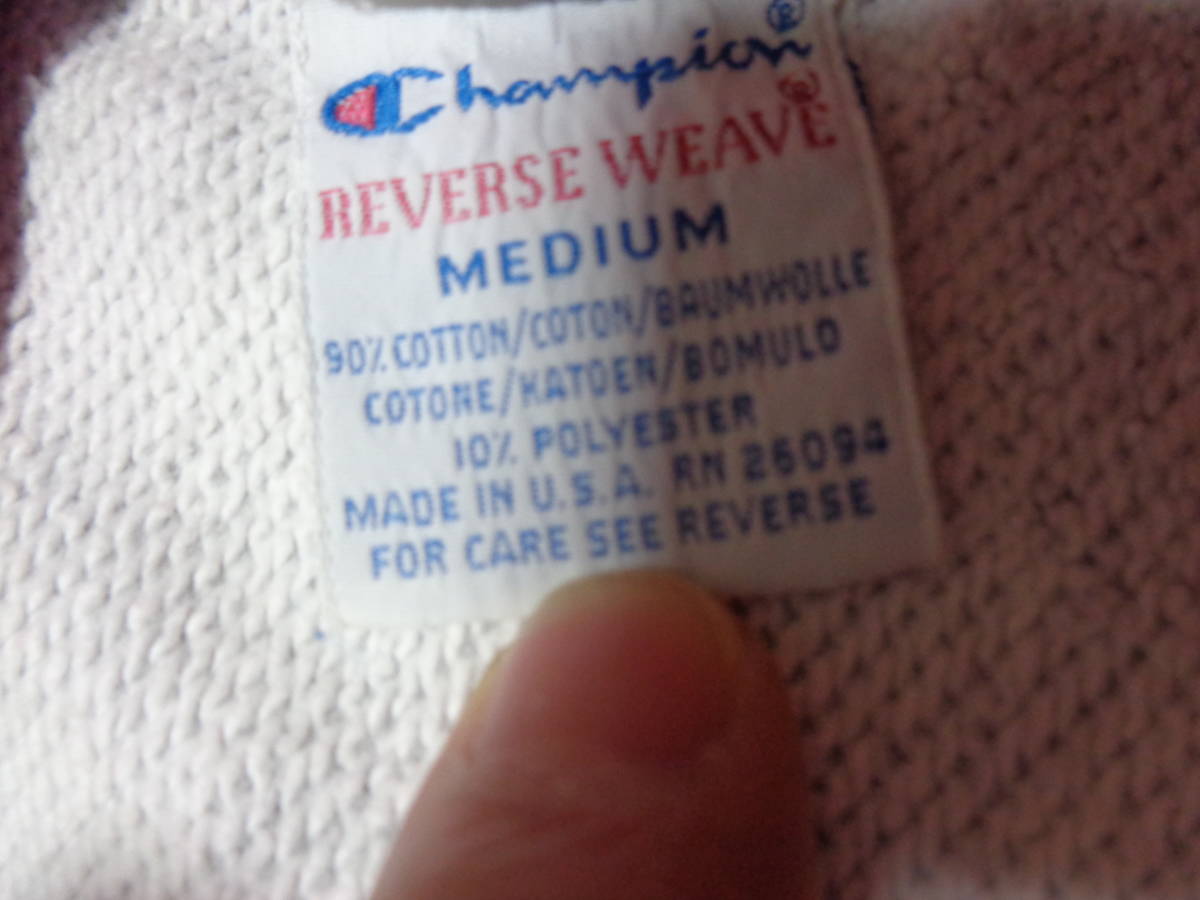 Champion®
REVERSE WEAVE®
MEDIUM
90% COTTON/COTON/BAUMWOLLE
COTONE/KATOEN/BOMULD
10% POLYESTER
MADE IN U.S.A. RN 26094
FOR CARE SEE REVERSE